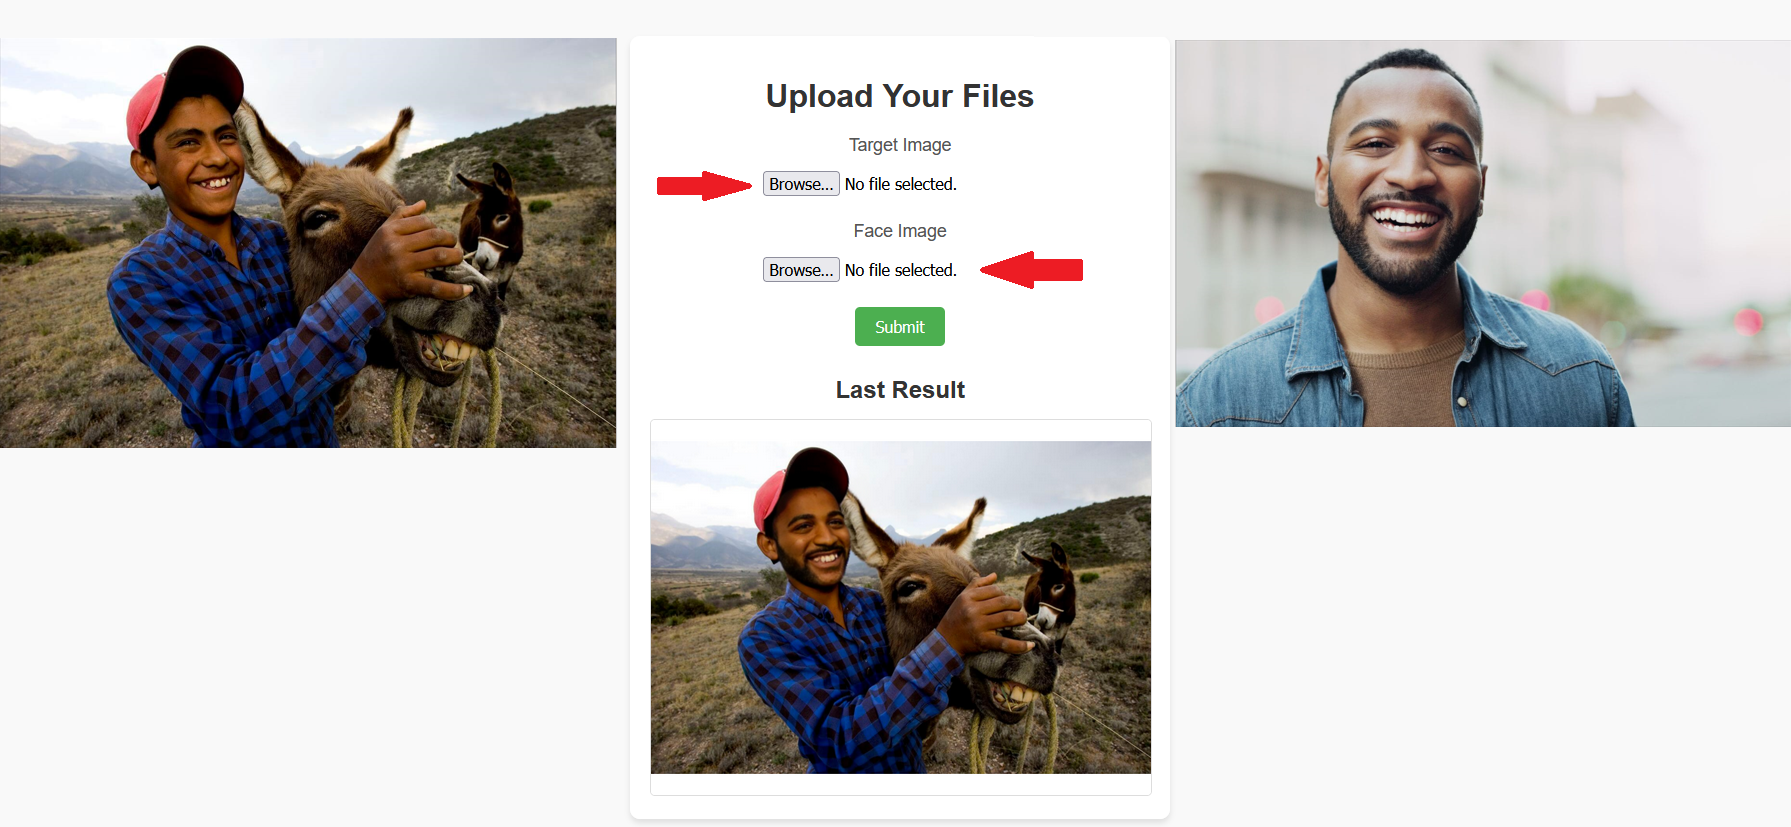 Upload Your Files
Target Image
Browse... No file selected.
Face Image
Browse... No file selected.
Submit
Last Result